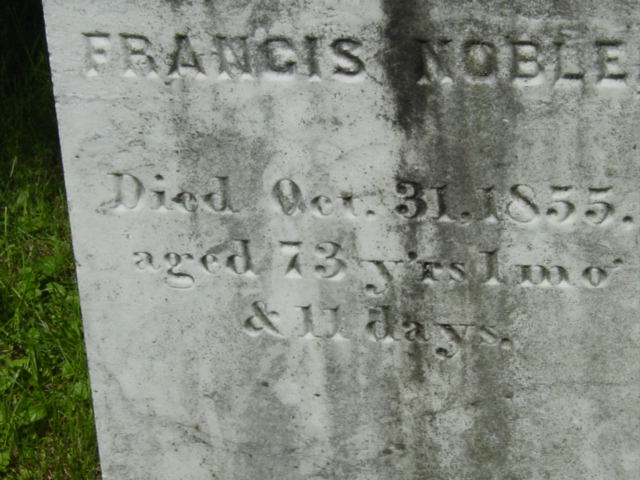 FRANCIS NOBLE
Died Oct. 31, 1855.
aged 73 y'rs 1 mo
& 11 days.